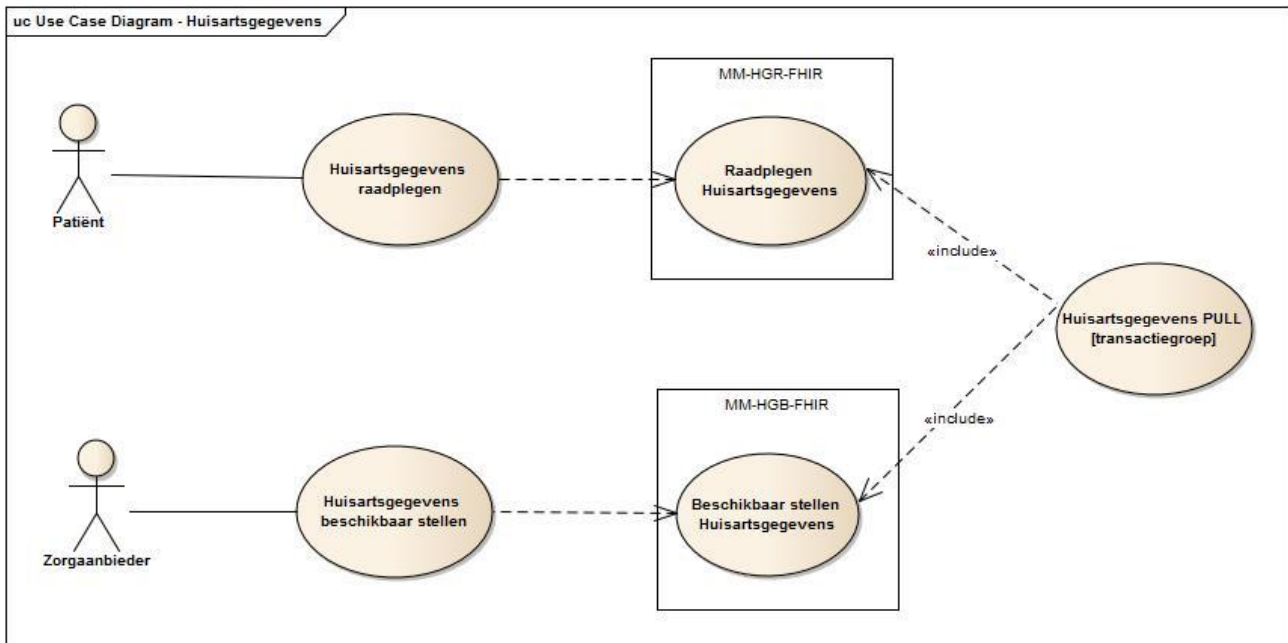 uc Use Case Diagram - Huisartsgegevens
MM-HGR-FHIR
Patiënt
Huisartsgegevens
raadplegen
Raadplegen
Huisartsgegevens
«include»
Huisartsgegevens PULL
[transactiegroep]
MM-HGB-FHIR
«include»
Zorgaanbieder
Huisartsgegevens
beschikbaar stellen
Beschikbaar stellen
Huisartsgegevens